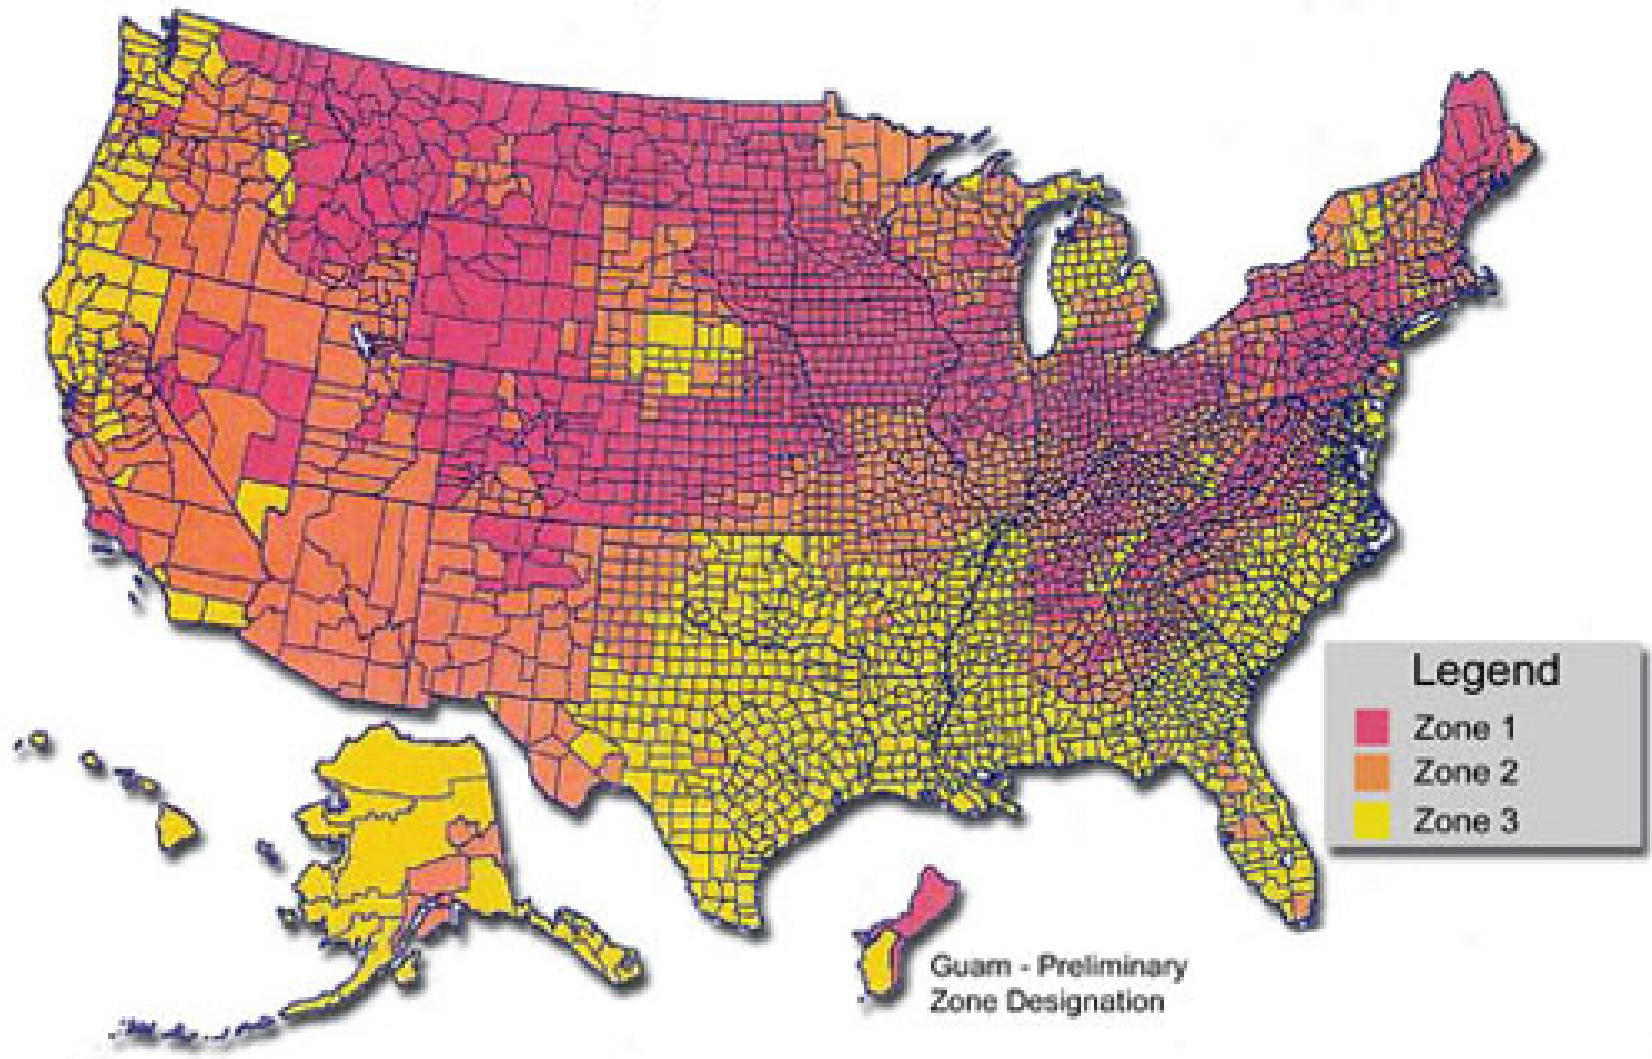 Legend
Zone 1
Zone 2
Zone 3
Guam - Preliminary
Zone Designation